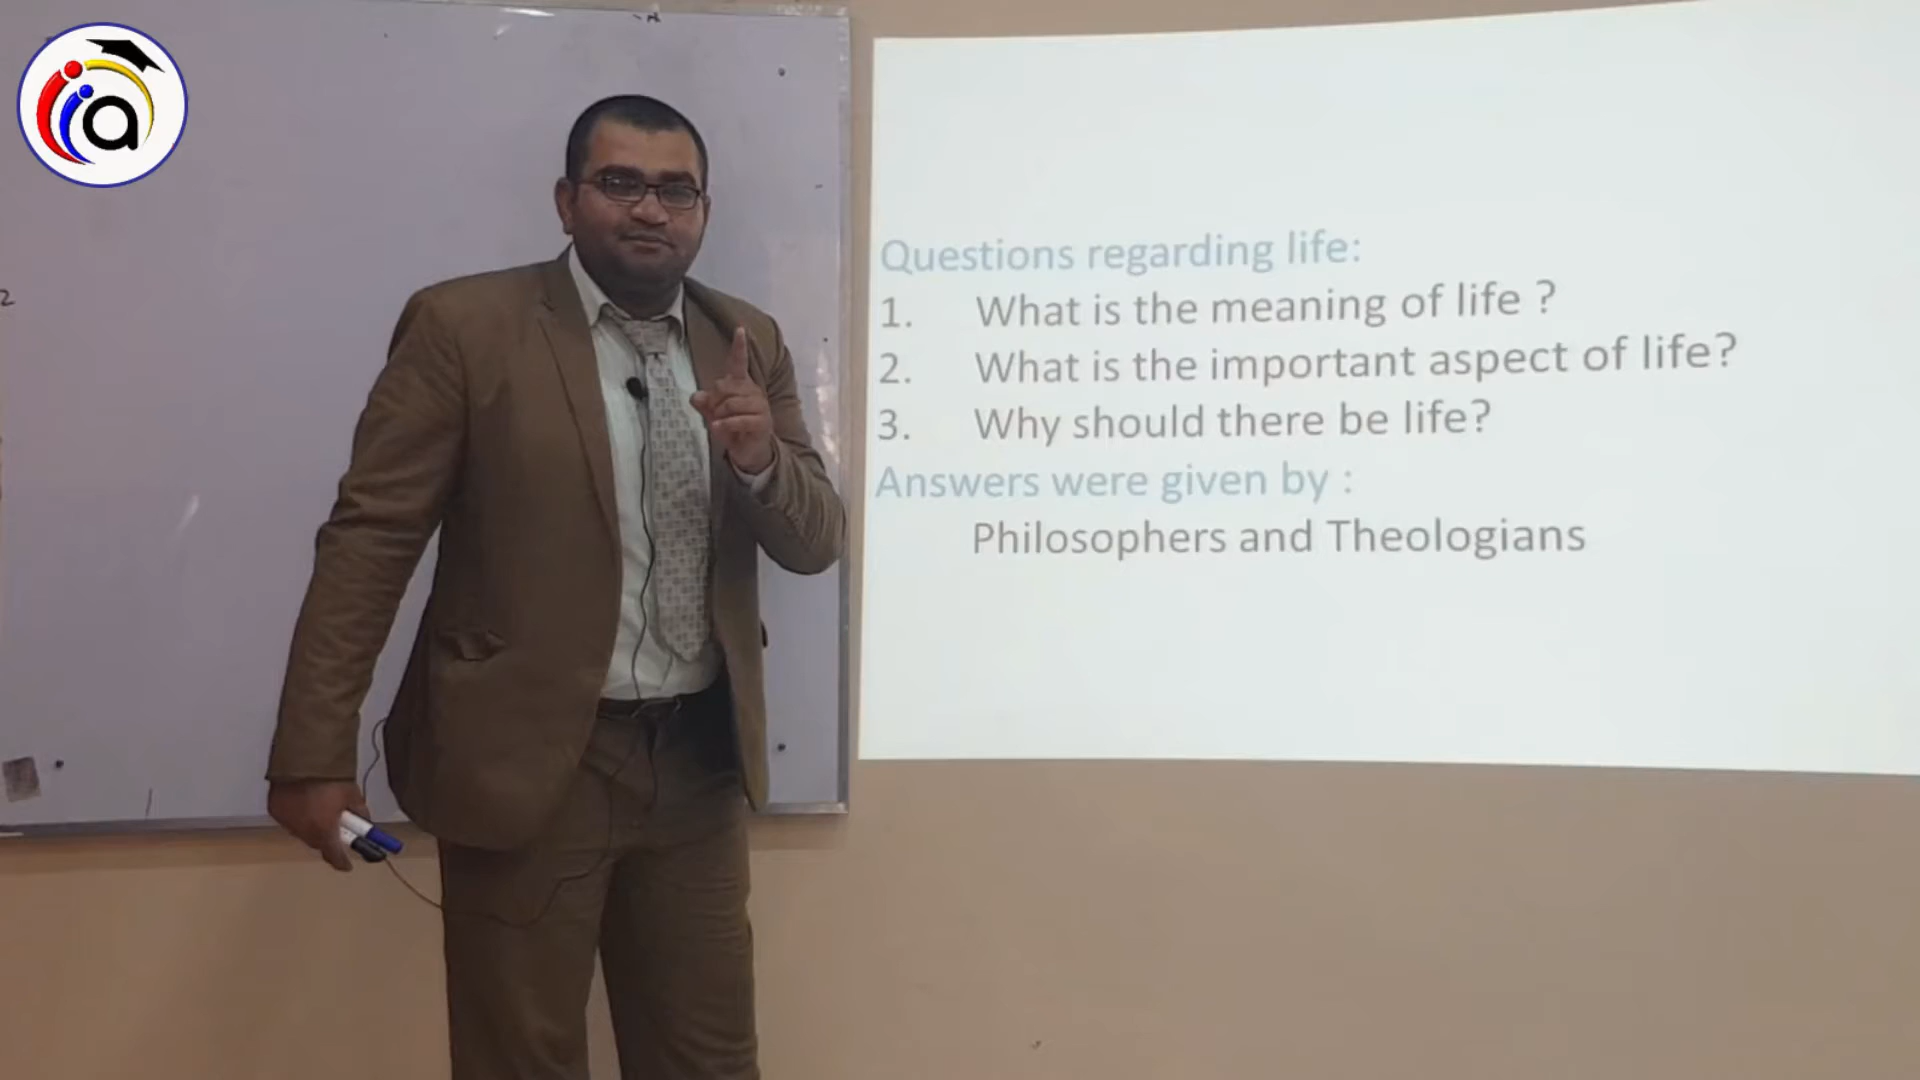 a
2
Questions regarding life:
1. What is the meaning of life ?
2. What is the important aspect of life?
3. Why should there be life?
Answers were given by :
Philosophers and Theologians